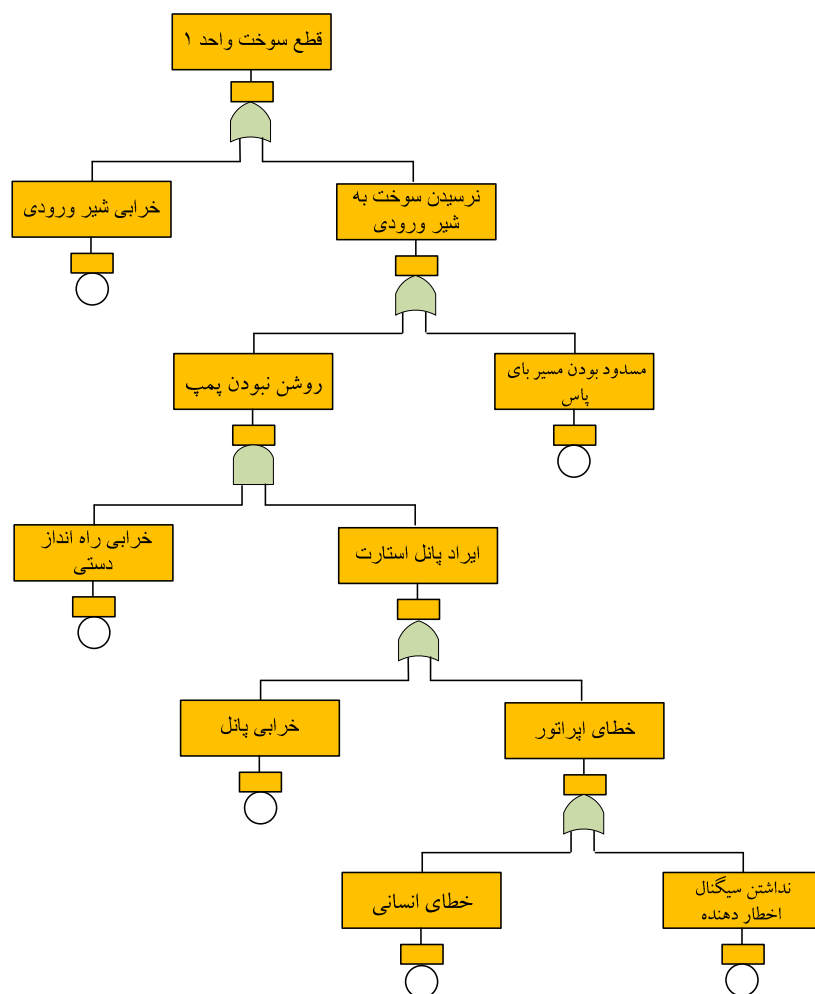 قطع سوخت واحد ۱
خرابی شیر ورودی
نرسیدن سوخت به
شیر ورودی
روشن نبودن پمپ
مسدود بودن مسیر بای
پاس
خرابی راه انداز
دستی
ایراد پانل استارت
خرابی پانل
خطای اپراتور
خطای انسانی
نداشتن سیگنال
اخطار دهنده